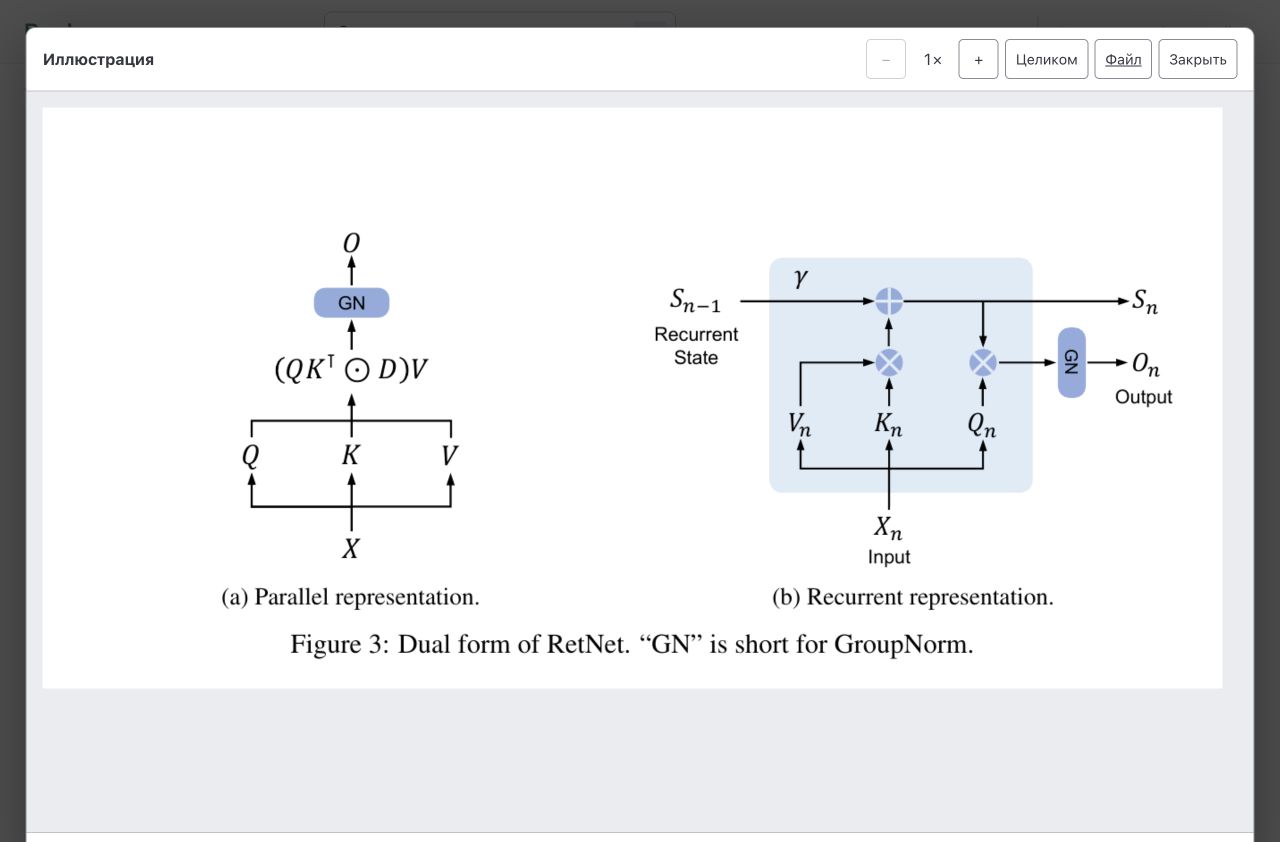 Иллюстрация
− 1× + Целиком Файл Закрыть
O
GN
(QKᵀ ⊙ D)V
Q K V
X
(a) Parallel representation.
γ
Sₙ₋₁
Recurrent
State
Sₙ
GN
Oₙ
Output
Vₙ Kₙ Qₙ
Xₙ
Input
(b) Recurrent representation.
Figure 3: Dual form of RetNet. “GN” is short for GroupNorm.